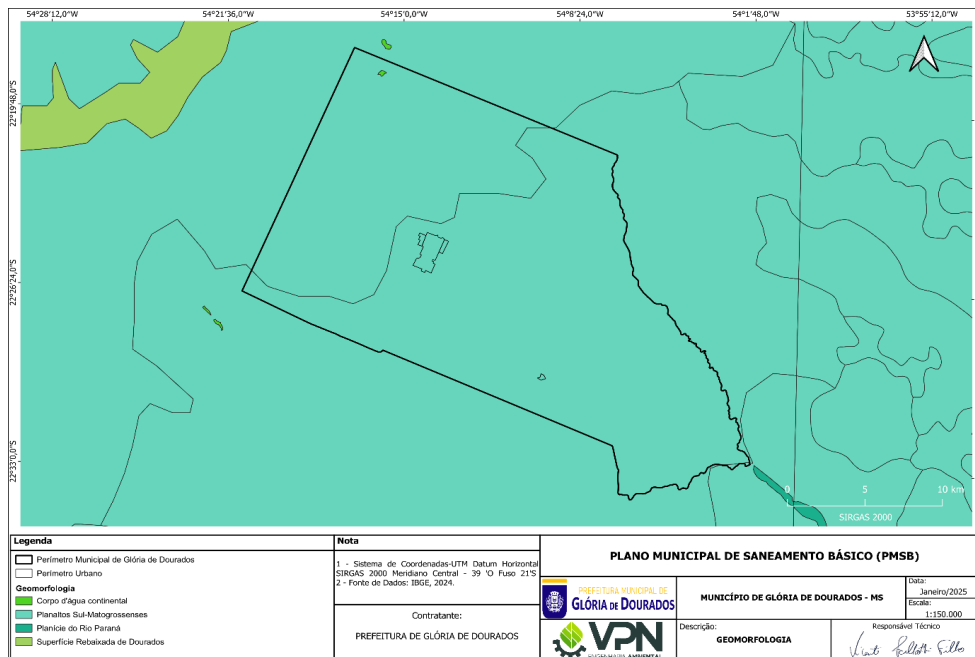 54°28'12,0"W 54°21'36,0"W 54°15'0,0"W 54°8'24,0"W 54°1'48,0"W 53°55'12,0"W
22°19'48,0"S
22°26'24,0"S
22°33'0,0"S
0 5 10 km
SIRGAS 2000
Legenda
Perímetro Municipal de Glória de Dourados
Perímetro Urbano
Geomorfologia
Corpo d'água continental
Planaltos Sul-Matogrossenses
Planície do Rio Paraná
Superfície Rebaixada de Dourados
Nota
1 - Sistema de Coordenadas-UTM Datum Horizontal
SIRGAS 2000 Meridiano Central - 39 'O Fuso 21'S
2 - Fonte de Dados: IBGE, 2024.
Contratante:
PREFEITURA DE GLÓRIA DE DOURADOS
PLANO MUNICIPAL DE SANEAMENTO BÁSICO (PMSB)
PREFEITURA MUNICIPAL DE
GLÓRIA DE DOURADOS
MUNICÍPIO DE GLÓRIA DE DOURADOS - MS
Data:
Janeiro/2025
Escala:
1:150.000
VPN
ENGENHARIA AMBIENTAL
Descrição:
GEOMORFOLOGIA
Responsável Técnico